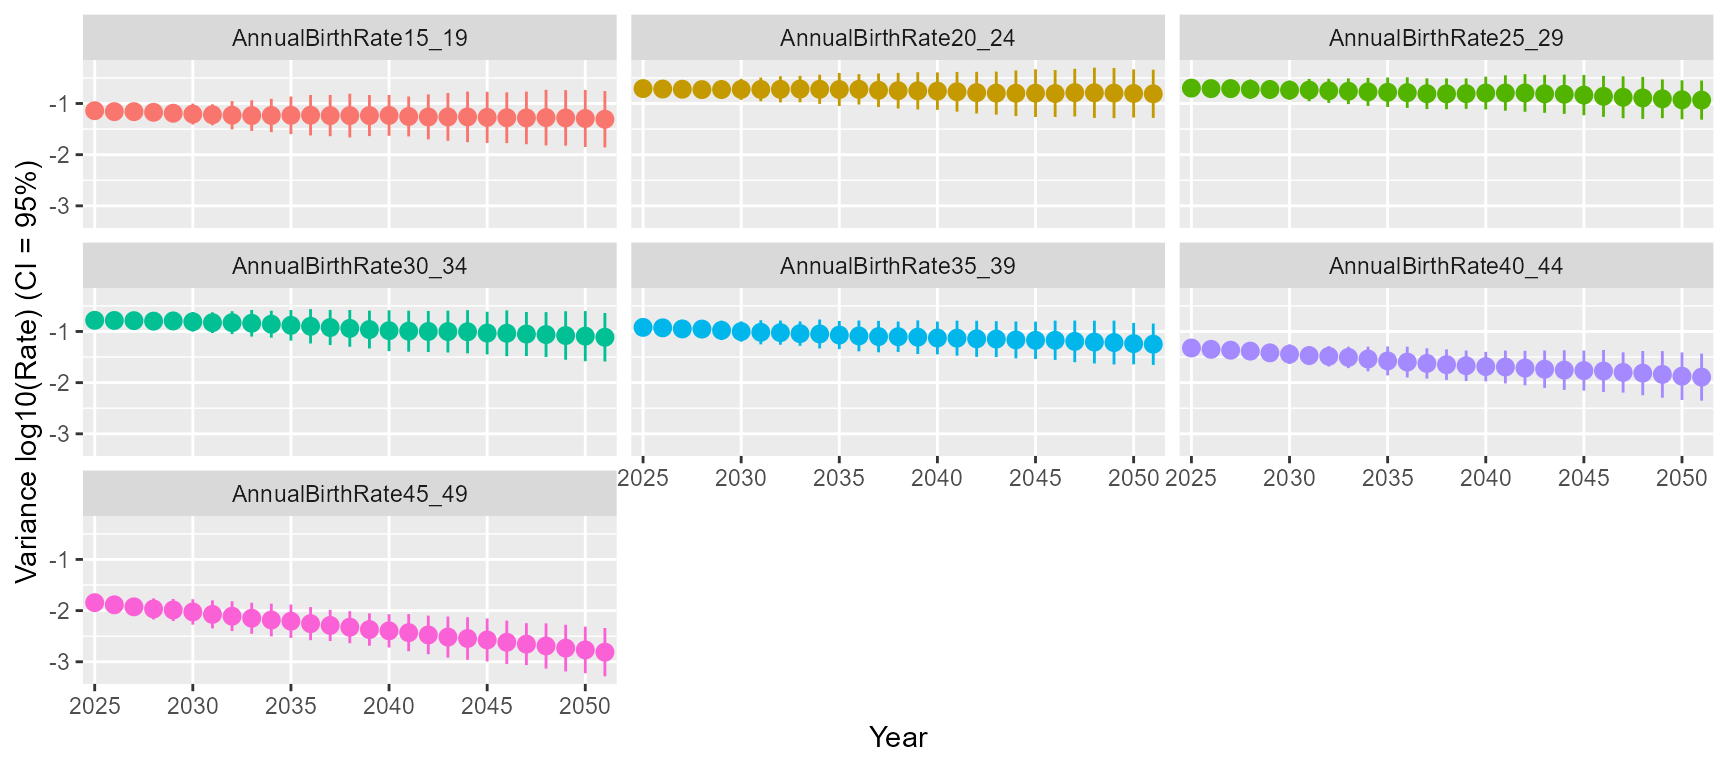 AnnualBirthRate15_19 AnnualBirthRate20_24 AnnualBirthRate25_29
-1
-2
-3
AnnualBirthRate30_34 AnnualBirthRate35_39 AnnualBirthRate40_44
-1
-2
-3
2025 2030 2035 2040 2045 2050 2025 2030 2035 2040 2045 2050
AnnualBirthRate45_49
-1
-2
-3
2025 2030 2035 2040 2045 2050
Year
Variance log10(Rate) (CI = 95%)